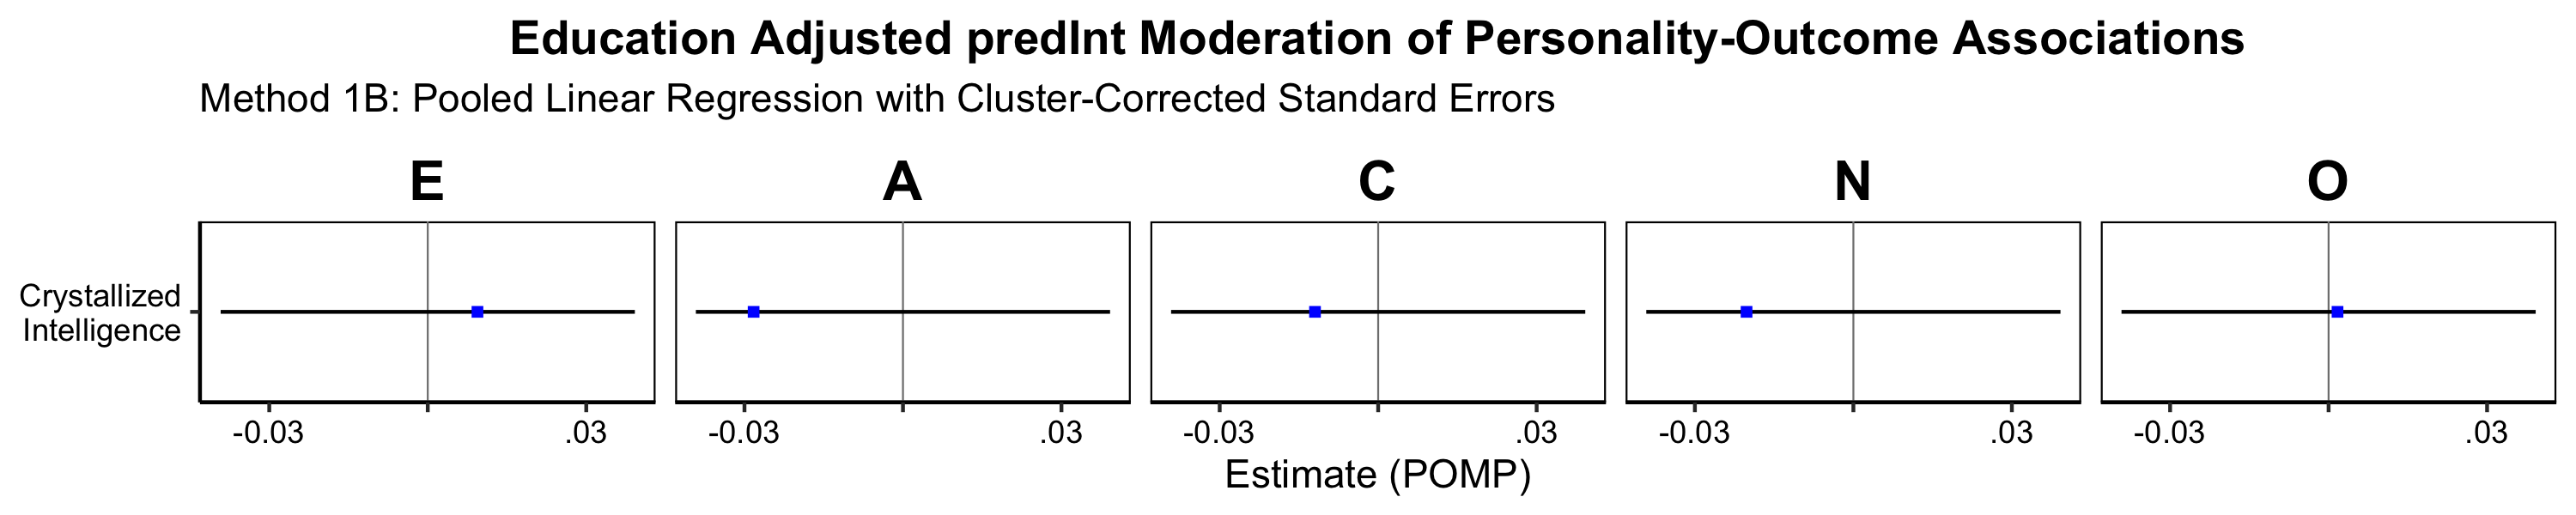 Education Adjusted predInt Moderation of Personality-Outcome Associations
Method 1B: Pooled Linear Regression with Cluster-Corrected Standard Errors
E A C N O
Crystallized
Intelligence
-0.03 .03 -0.03 .03 -0.03 .03 -0.03 .03 -0.03 .03
Estimate (POMP)